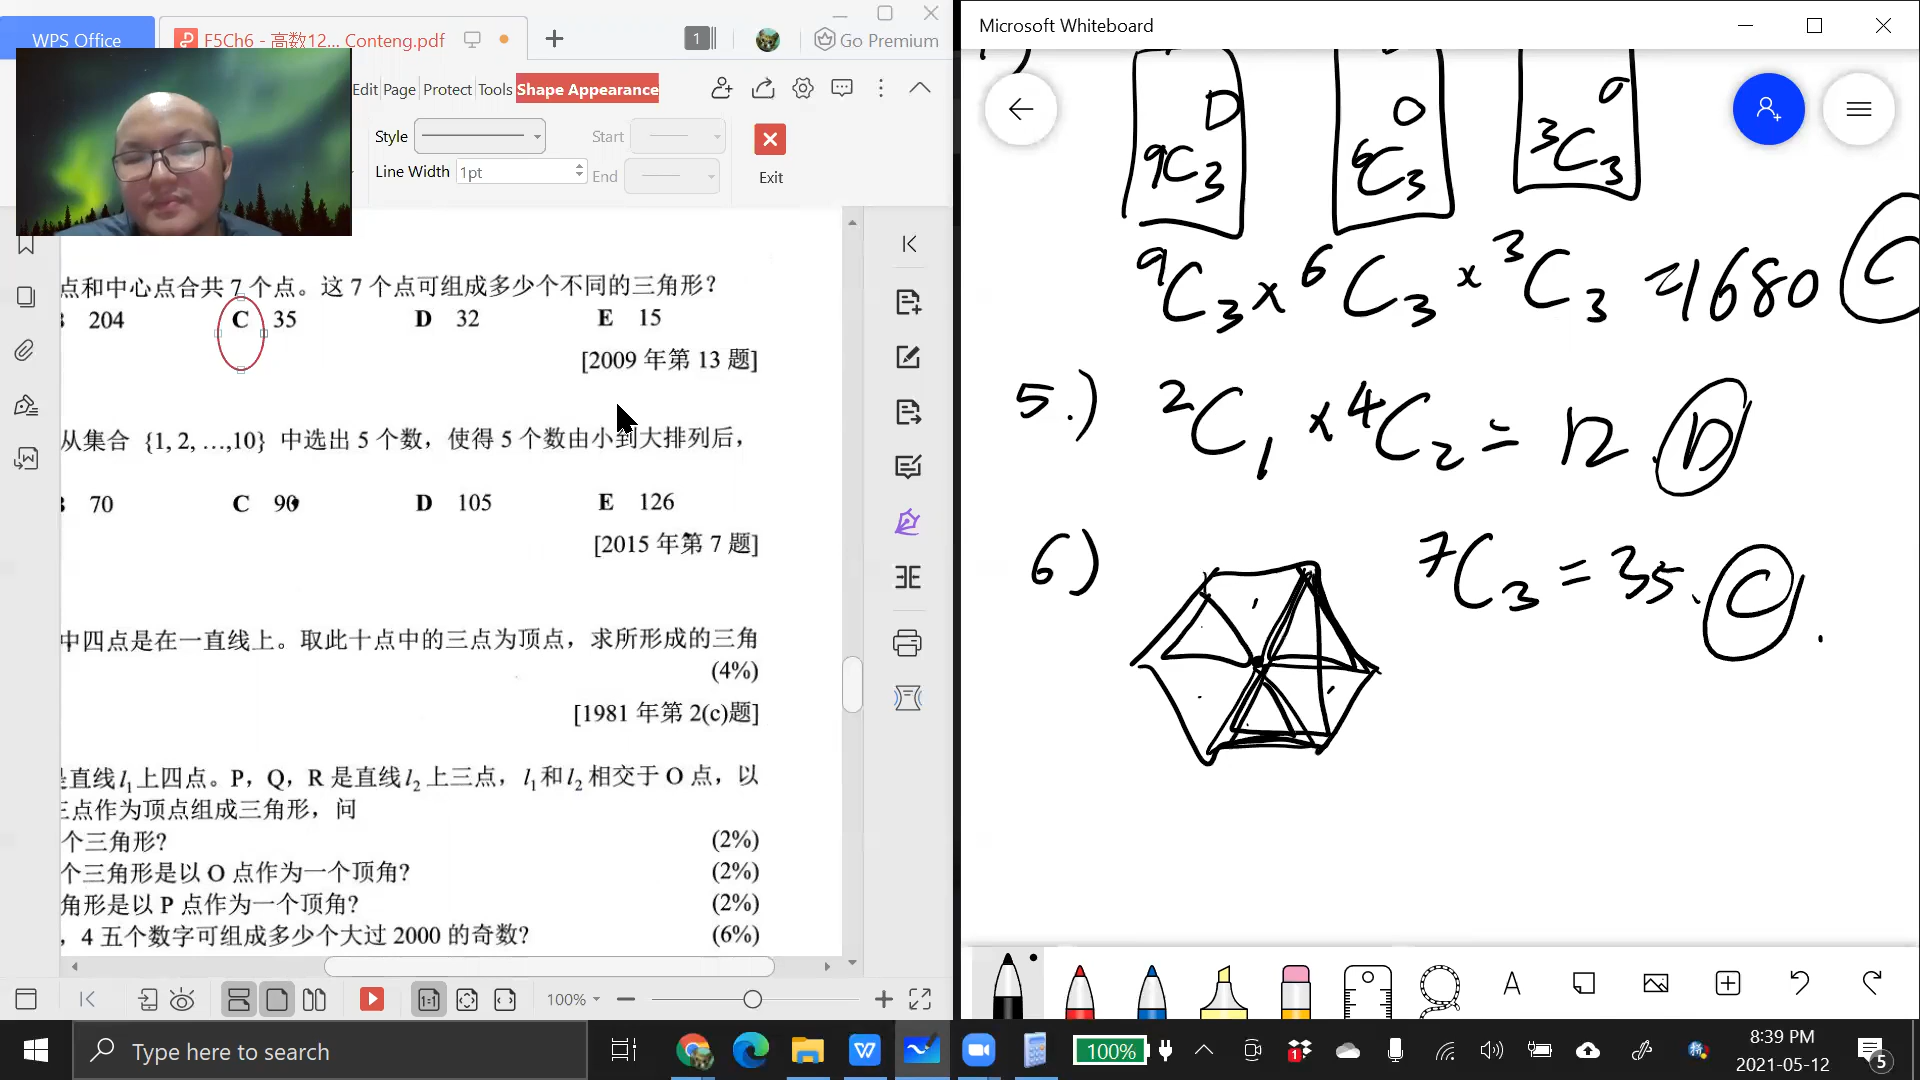 WPS Office
F5Ch6 - 高数12... Conteng.pdf
1
Go Premium
Edit Page Protect Tools Shape Appearance
Style
Start
Line Width 1pt
End
Exit
点和中心点合共 7 个点。这 7 个点可组成多少个不同的三角形?
204 C 35 D 32 E 15
[2009 年第 13 题]
从集合 {1, 2, …,10} 中选出 5 个数，使得 5 个数由小到大排列后，
70 C 90 D 105 E 126
[2015 年第 7 题]
中四点是在一直线上。取此十点中的三点为顶点，求所形成的三角
(4%)
[1981 年第 2(c)题]
直线 l₁ 上四点。P，Q，R 是直线 l₂ 上三点，l₁ 和 l₂ 相交于 O 点，以
三点作为顶点组成三角形，问
个三角形? (2%)
个三角形是以 O 点作为一个顶角? (2%)
角形是以 P 点作为一个顶角? (2%)
，4 五个数字可组成多少个大过 2000 的奇数? (6%)
100%
Microsoft Whiteboard
D
⁹C₃
O
⁶C₃
³C₃
⁹C₃ x ⁶C₃ x ³C₃ = 1680 C
5.) ²C₁ x ⁴C₂ = 12. D
6) ⁷C₃ = 35. C.
Type here to search
100%
1
8:39 PM
2021-05-12
5